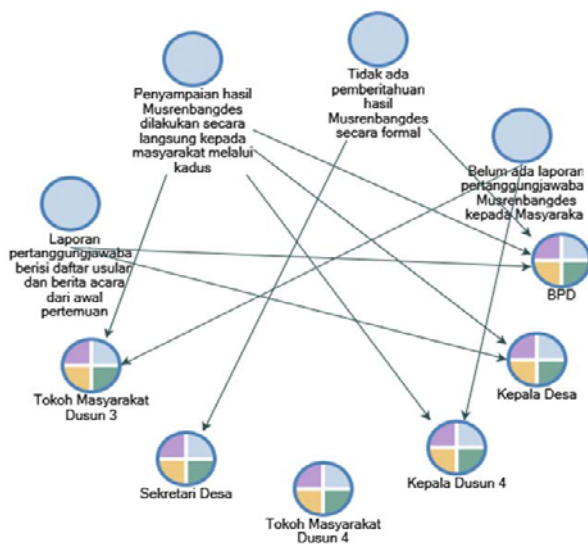 Penyampaian hasil
Musrenbangdes
dilakukan secara
langsung kepada
masyarakat melalui
kadus
Tidak ada
pemberitahuan
hasil
Musrenbangdes
secara formal
Belum ada laporan
pertanggungjawaba
Musrenbangdes
kepada Masyaraka
Laporan
pertanggungjawaba
berisi daftar usular
dan berita acara
dari awal
pertemuan
BPD
Kepala Desa
Tokoh Masyarakat
Dusun 3
Kepala Dusun 4
Sekretari Desa
Tokoh Masyarakat
Dusun 4